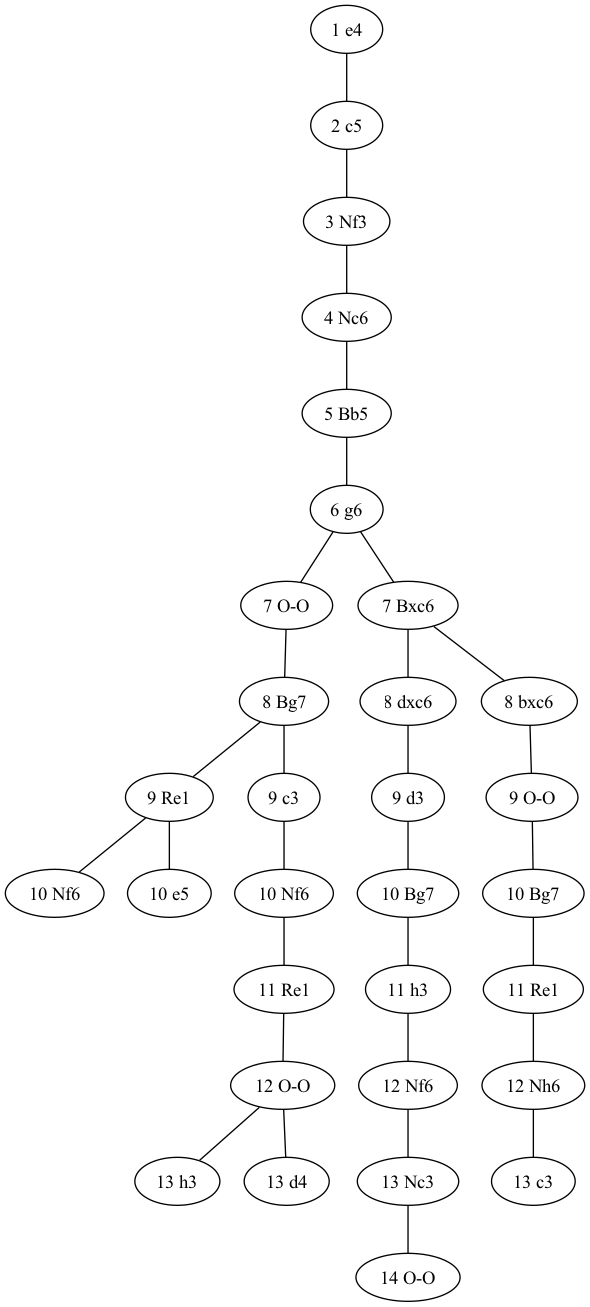 1 e4
2 c5
3 Nf3
4 Nc6
5 Bb5
6 g6
7 O-O
7 Bxc6
8 Bg7
8 dxc6
8 bxc6
9 Re1
9 c3
9 d3
9 O-O
10 Nf6
10 e5
10 Nf6
10 Bg7
10 Bg7
11 Re1
11 h3
11 Re1
12 O-O
12 Nf6
12 Nh6
13 h3
13 d4
13 Nc3
13 c3
14 O-O